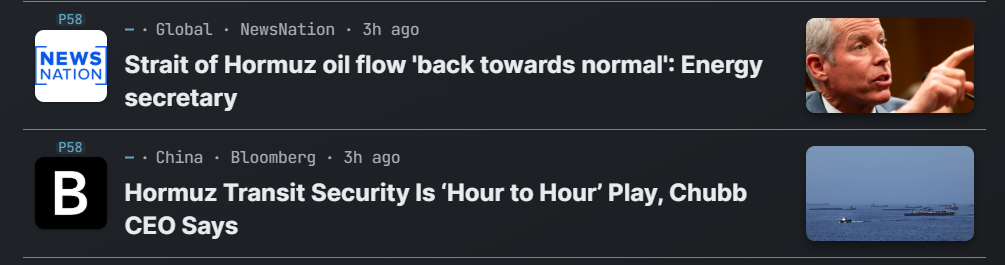 P58
— · Global · NewsNation · 3h ago
NEWS
NATION
Strait of Hormuz oil flow 'back towards normal': Energy
secretary
P58
— · China · Bloomberg · 3h ago
B
Hormuz Transit Security Is ‘Hour to Hour’ Play, Chubb
CEO Says